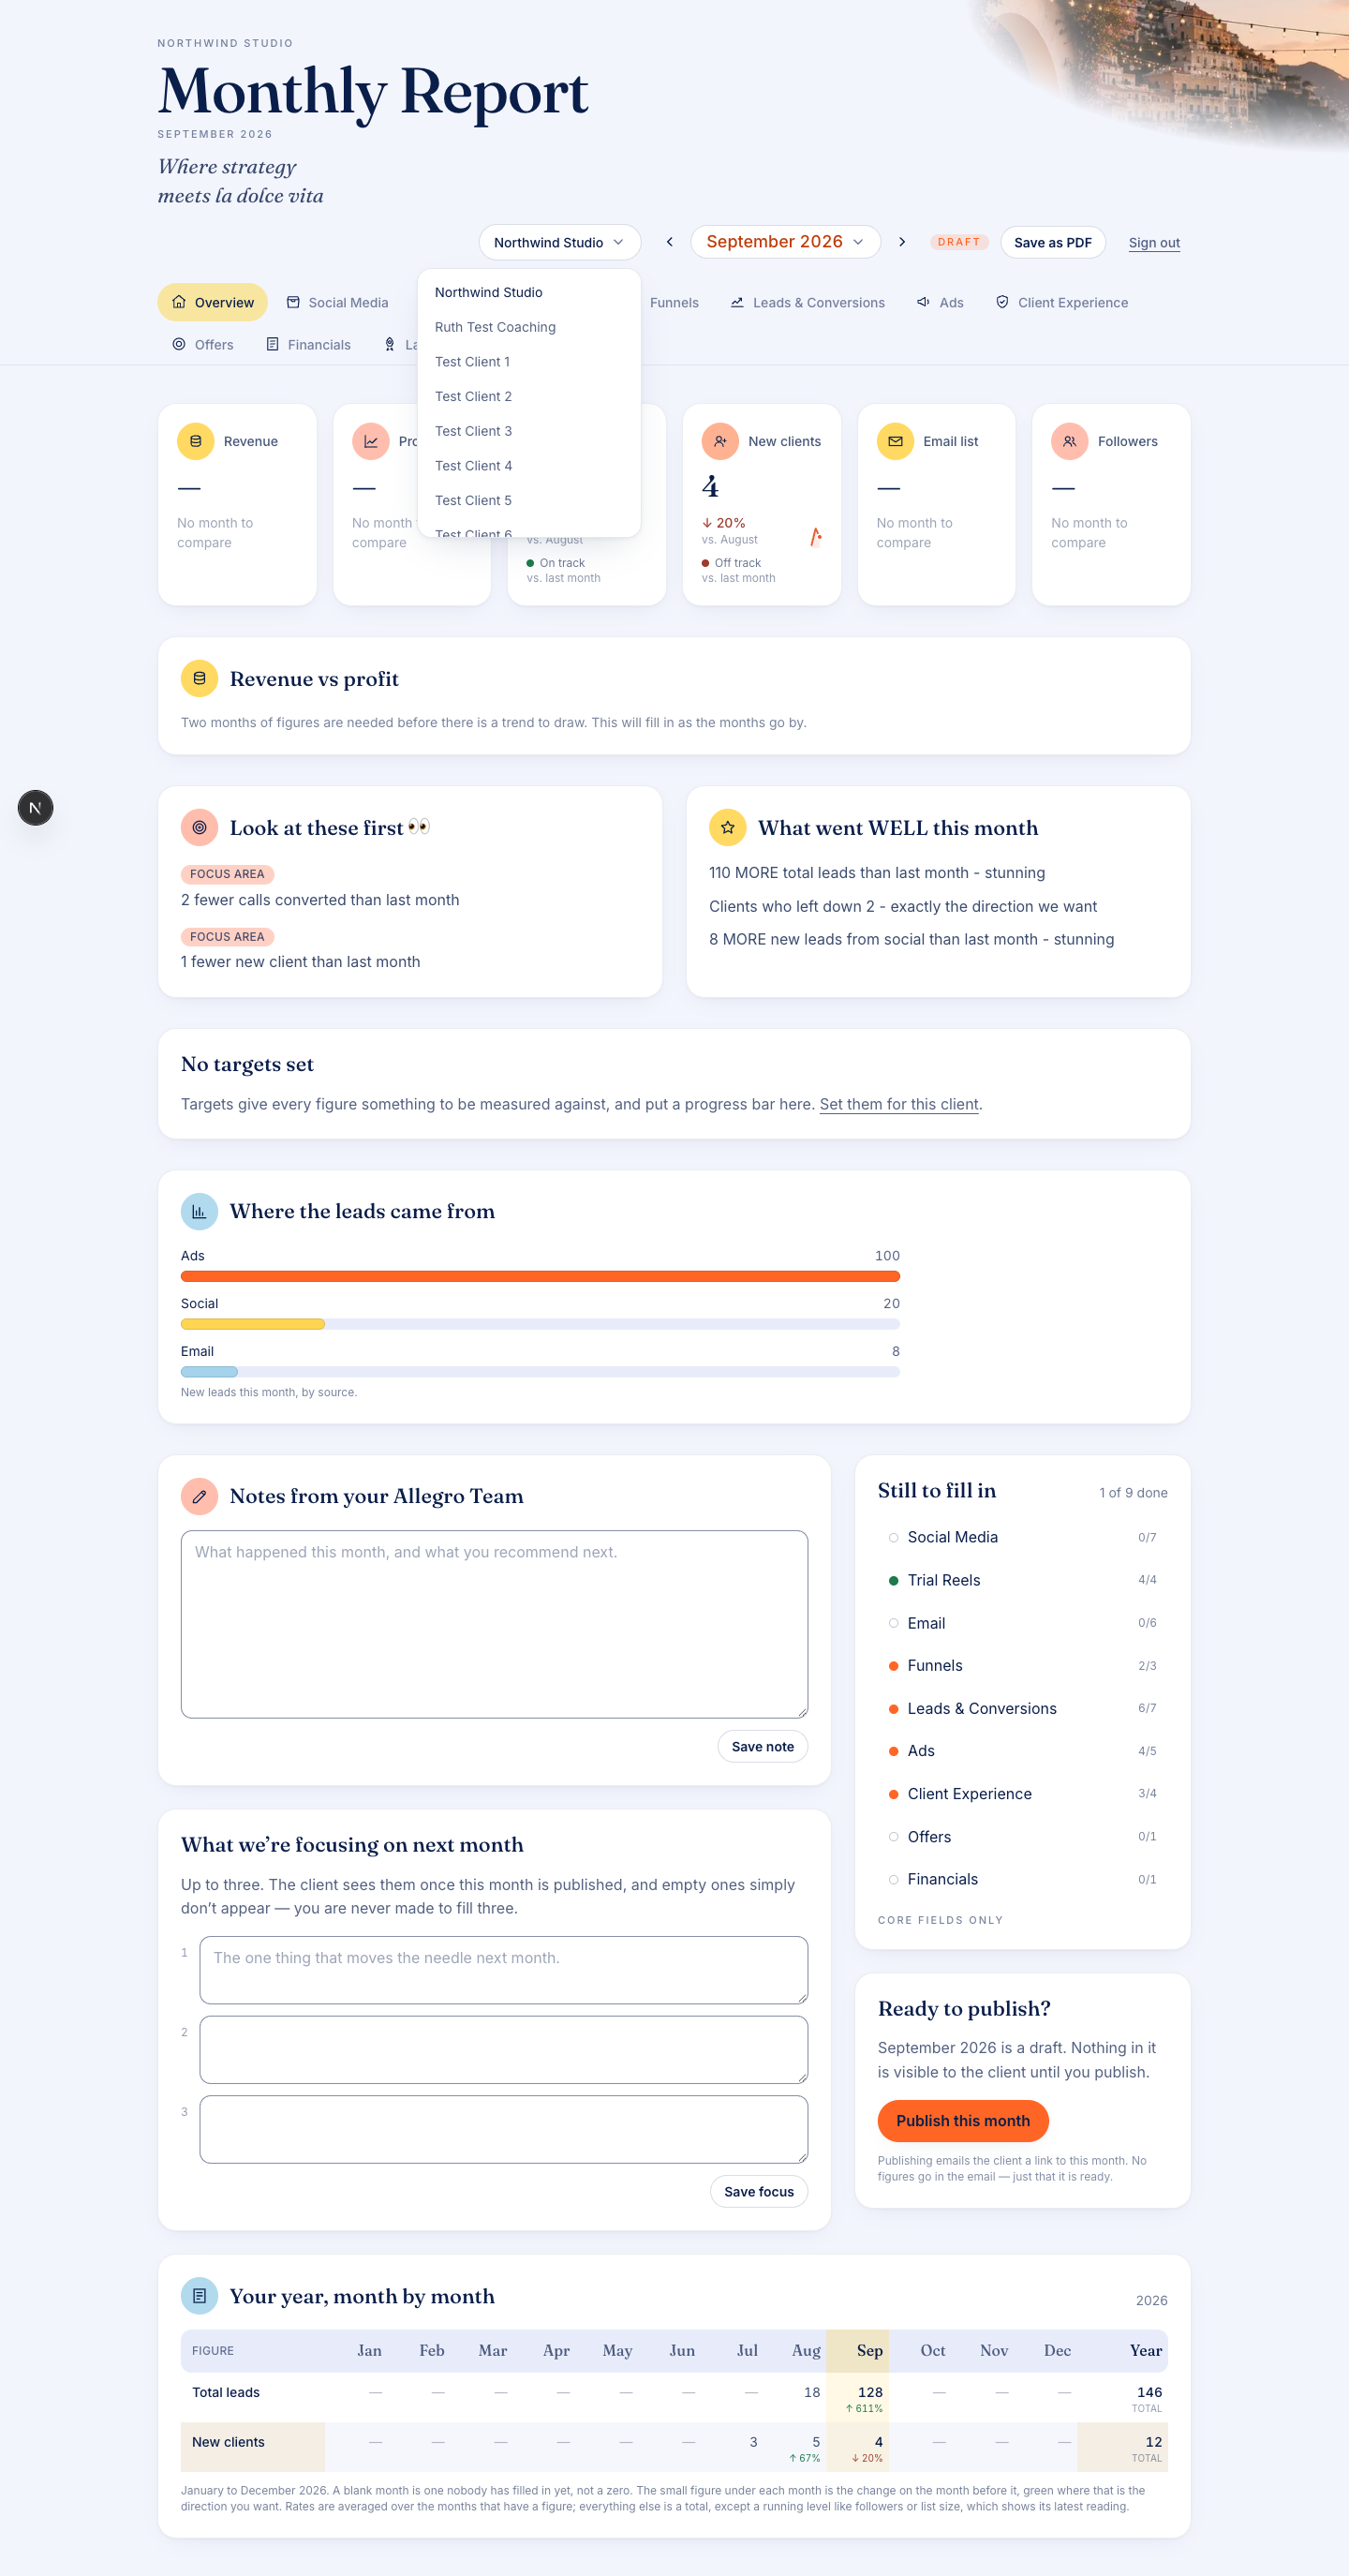 NORTHWIND STUDIO
Monthly Report
SEPTEMBER 2026
Where strategy
meets la dolce vita
Northwind Studio
September 2026
DRAFT
Save as PDF
Sign out
Northwind Studio
Ruth Test Coaching
Test Client 1
Test Client 2
Test Client 3
Test Client 4
Test Client 5
Test Client 6
Overview
Social Media
Funnels
Leads & Conversions
Ads
Client Experience
Offers
Financials
Revenue
—
No month to
compare
—
No month
compare
vs. August
On track
vs. last month
New clients
4
↓ 20%
vs. August
Off track
vs. last month
Email list
—
No month to
compare
Followers
—
No month to
compare
Revenue vs profit
Two months of figures are needed before there is a trend to draw. This will fill in as the months go by.
N
Look at these first 👀
FOCUS AREA
2 fewer calls converted than last month
FOCUS AREA
1 fewer new client than last month
What went WELL this month
110 MORE total leads than last month - stunning
Clients who left down 2 - exactly the direction we want
8 MORE new leads from social than last month - stunning
No targets set
Targets give every figure something to be measured against, and put a progress bar here. Set them for this client.
Where the leads came from
Ads 100
Social 20
Email 8
New leads this month, by source.
Notes from your Allegro Team
What happened this month, and what you recommend next.
Save note
What we’re focusing on next month
Up to three. The client sees them once this month is published, and empty ones simply
don’t appear — you are never made to fill three.
1 The one thing that moves the needle next month.
2
3
Save focus
Still to fill in 1 of 9 done
Social Media 0/7
Trial Reels 4/4
Email 0/6
Funnels 2/3
Leads & Conversions 6/7
Ads 4/5
Client Experience 3/4
Offers 0/1
Financials 0/1
CORE FIELDS ONLY
Ready to publish?
September 2026 is a draft. Nothing in it
is visible to the client until you publish.
Publish this month
Publishing emails the client a link to this month. No
figures go in the email — just that it is ready.
Your year, month by month 2026
FIGURE Jan Feb Mar Apr May Jun Jul Aug Sep Oct Nov Dec Year
Total leads — — — — — — — 18 128 — — — 146
↑ 611% TOTAL
New clients — — — — — — 3 5 4 — — — 12
↑ 67% ↓ 20% TOTAL
January to December 2026. A blank month is one nobody has filled in yet, not a zero. The small figure under each month is the change on the month before it, green where that is the
direction you want. Rates are averaged over the months that have a figure; everything else is a total, except a running level like followers or list size, which shows its latest reading.